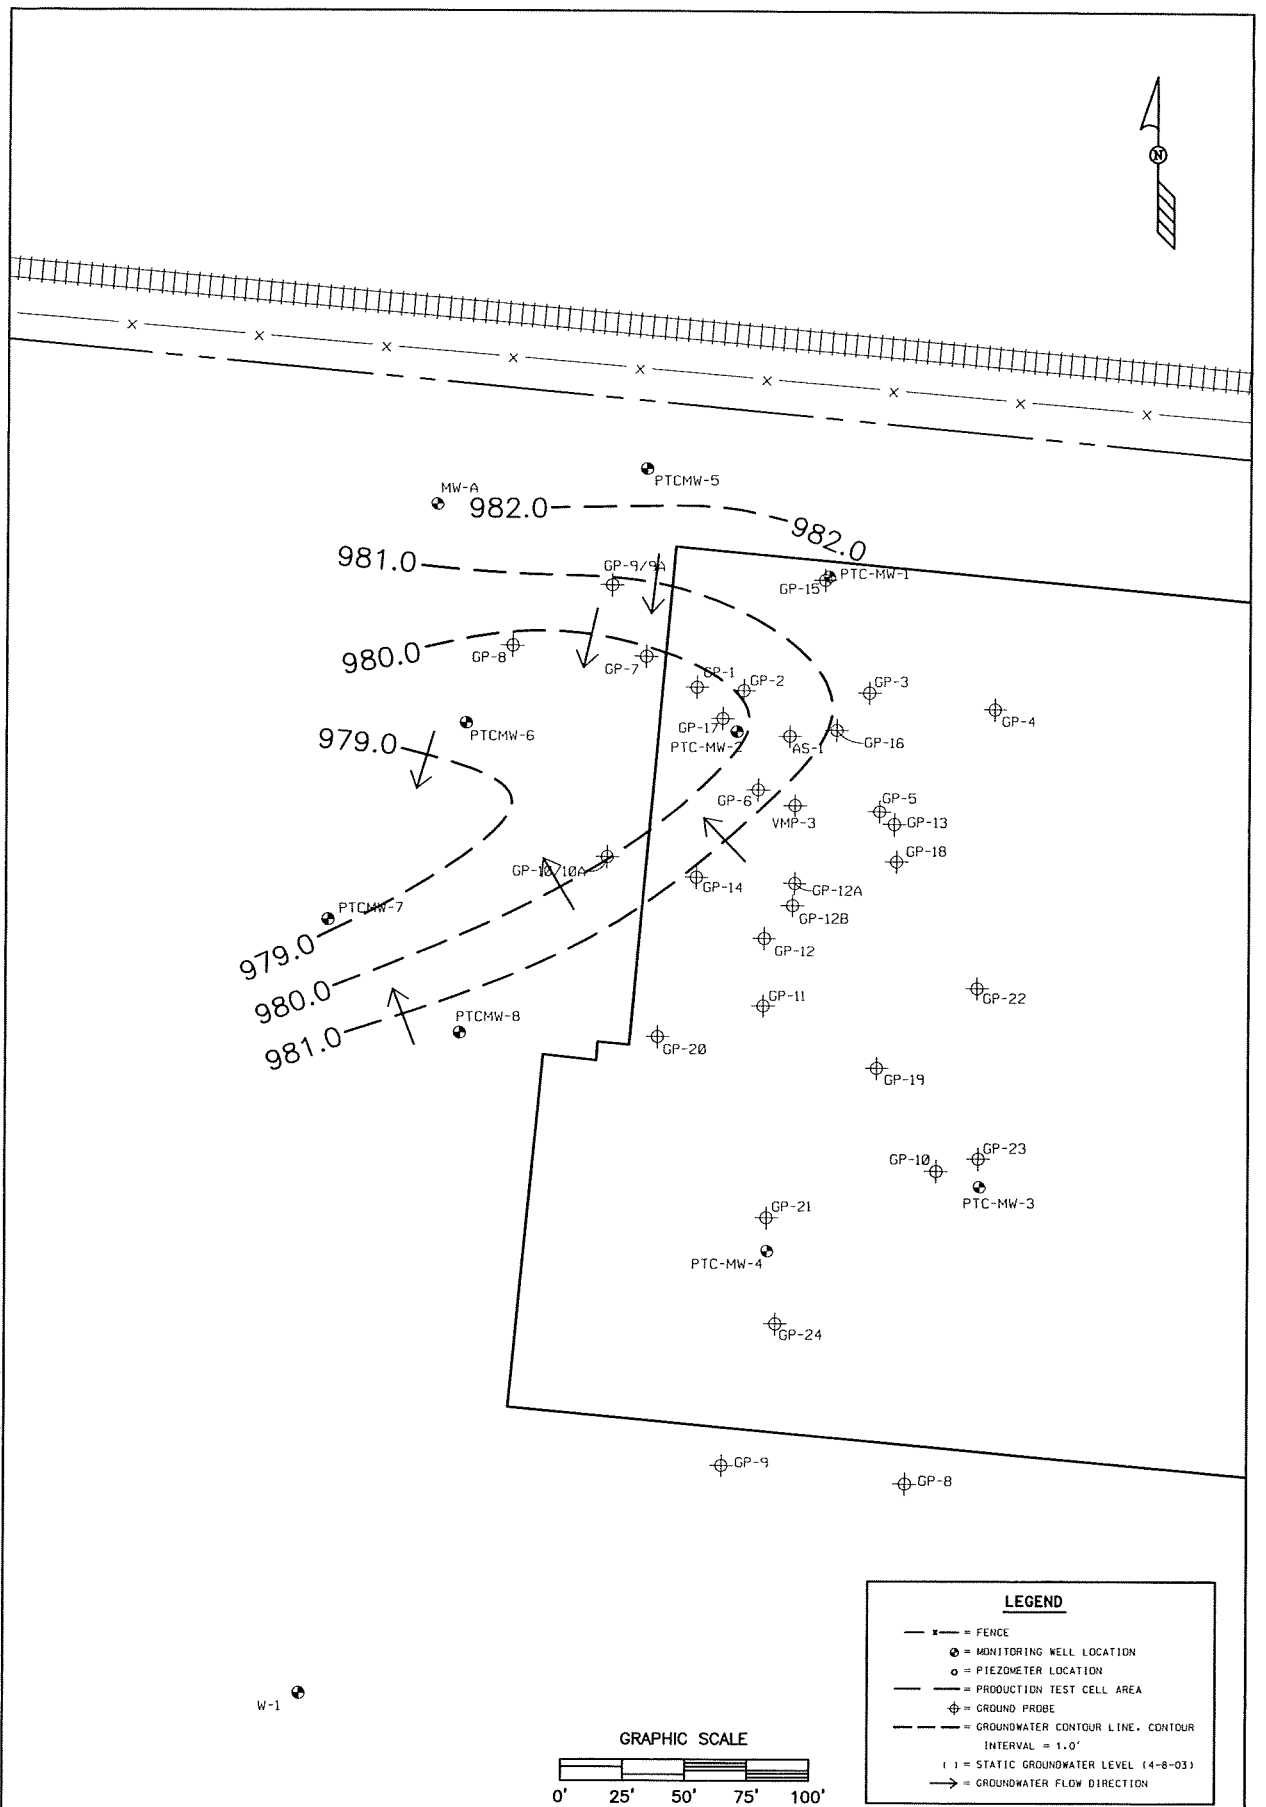 N
X X X X X X X X X
PTCMW-5
MW-A
982.0
982.0
981.0
GP-9/9A
PTC-MW-1
GP-15
980.0
GP-8
GP-7
GP-1
GP-2
GP-3
GP-4
GP-17
PTCMW-6
979.0
PTC-MW-2
AS-1
GP-16
GP-6
VMP-3
GP-5
GP-13
GP-18
GP-10/10A
GP-14
GP-12A
GP-12B
PTCMW-7
979.0
GP-12
980.0
GP-11
GP-22
PTCMW-8
981.0
GP-20
GP-19
GP-10
GP-23
PTC-MW-3
GP-21
PTC-MW-4
GP-24
GP-9
GP-8
W-1
LEGEND
x = FENCE
= MONITORING WELL LOCATION
= PIEZOMETER LOCATION
= PRODUCTION TEST CELL AREA
= GROUND PROBE
= GROUNDWATER CONTOUR LINE. CONTOUR
INTERVAL = 1.0'
( ) = STATIC GROUNDWATER LEVEL (4-8-03)
= GROUNDWATER FLOW DIRECTION
GRAPHIC SCALE
0' 25' 50' 75' 100'